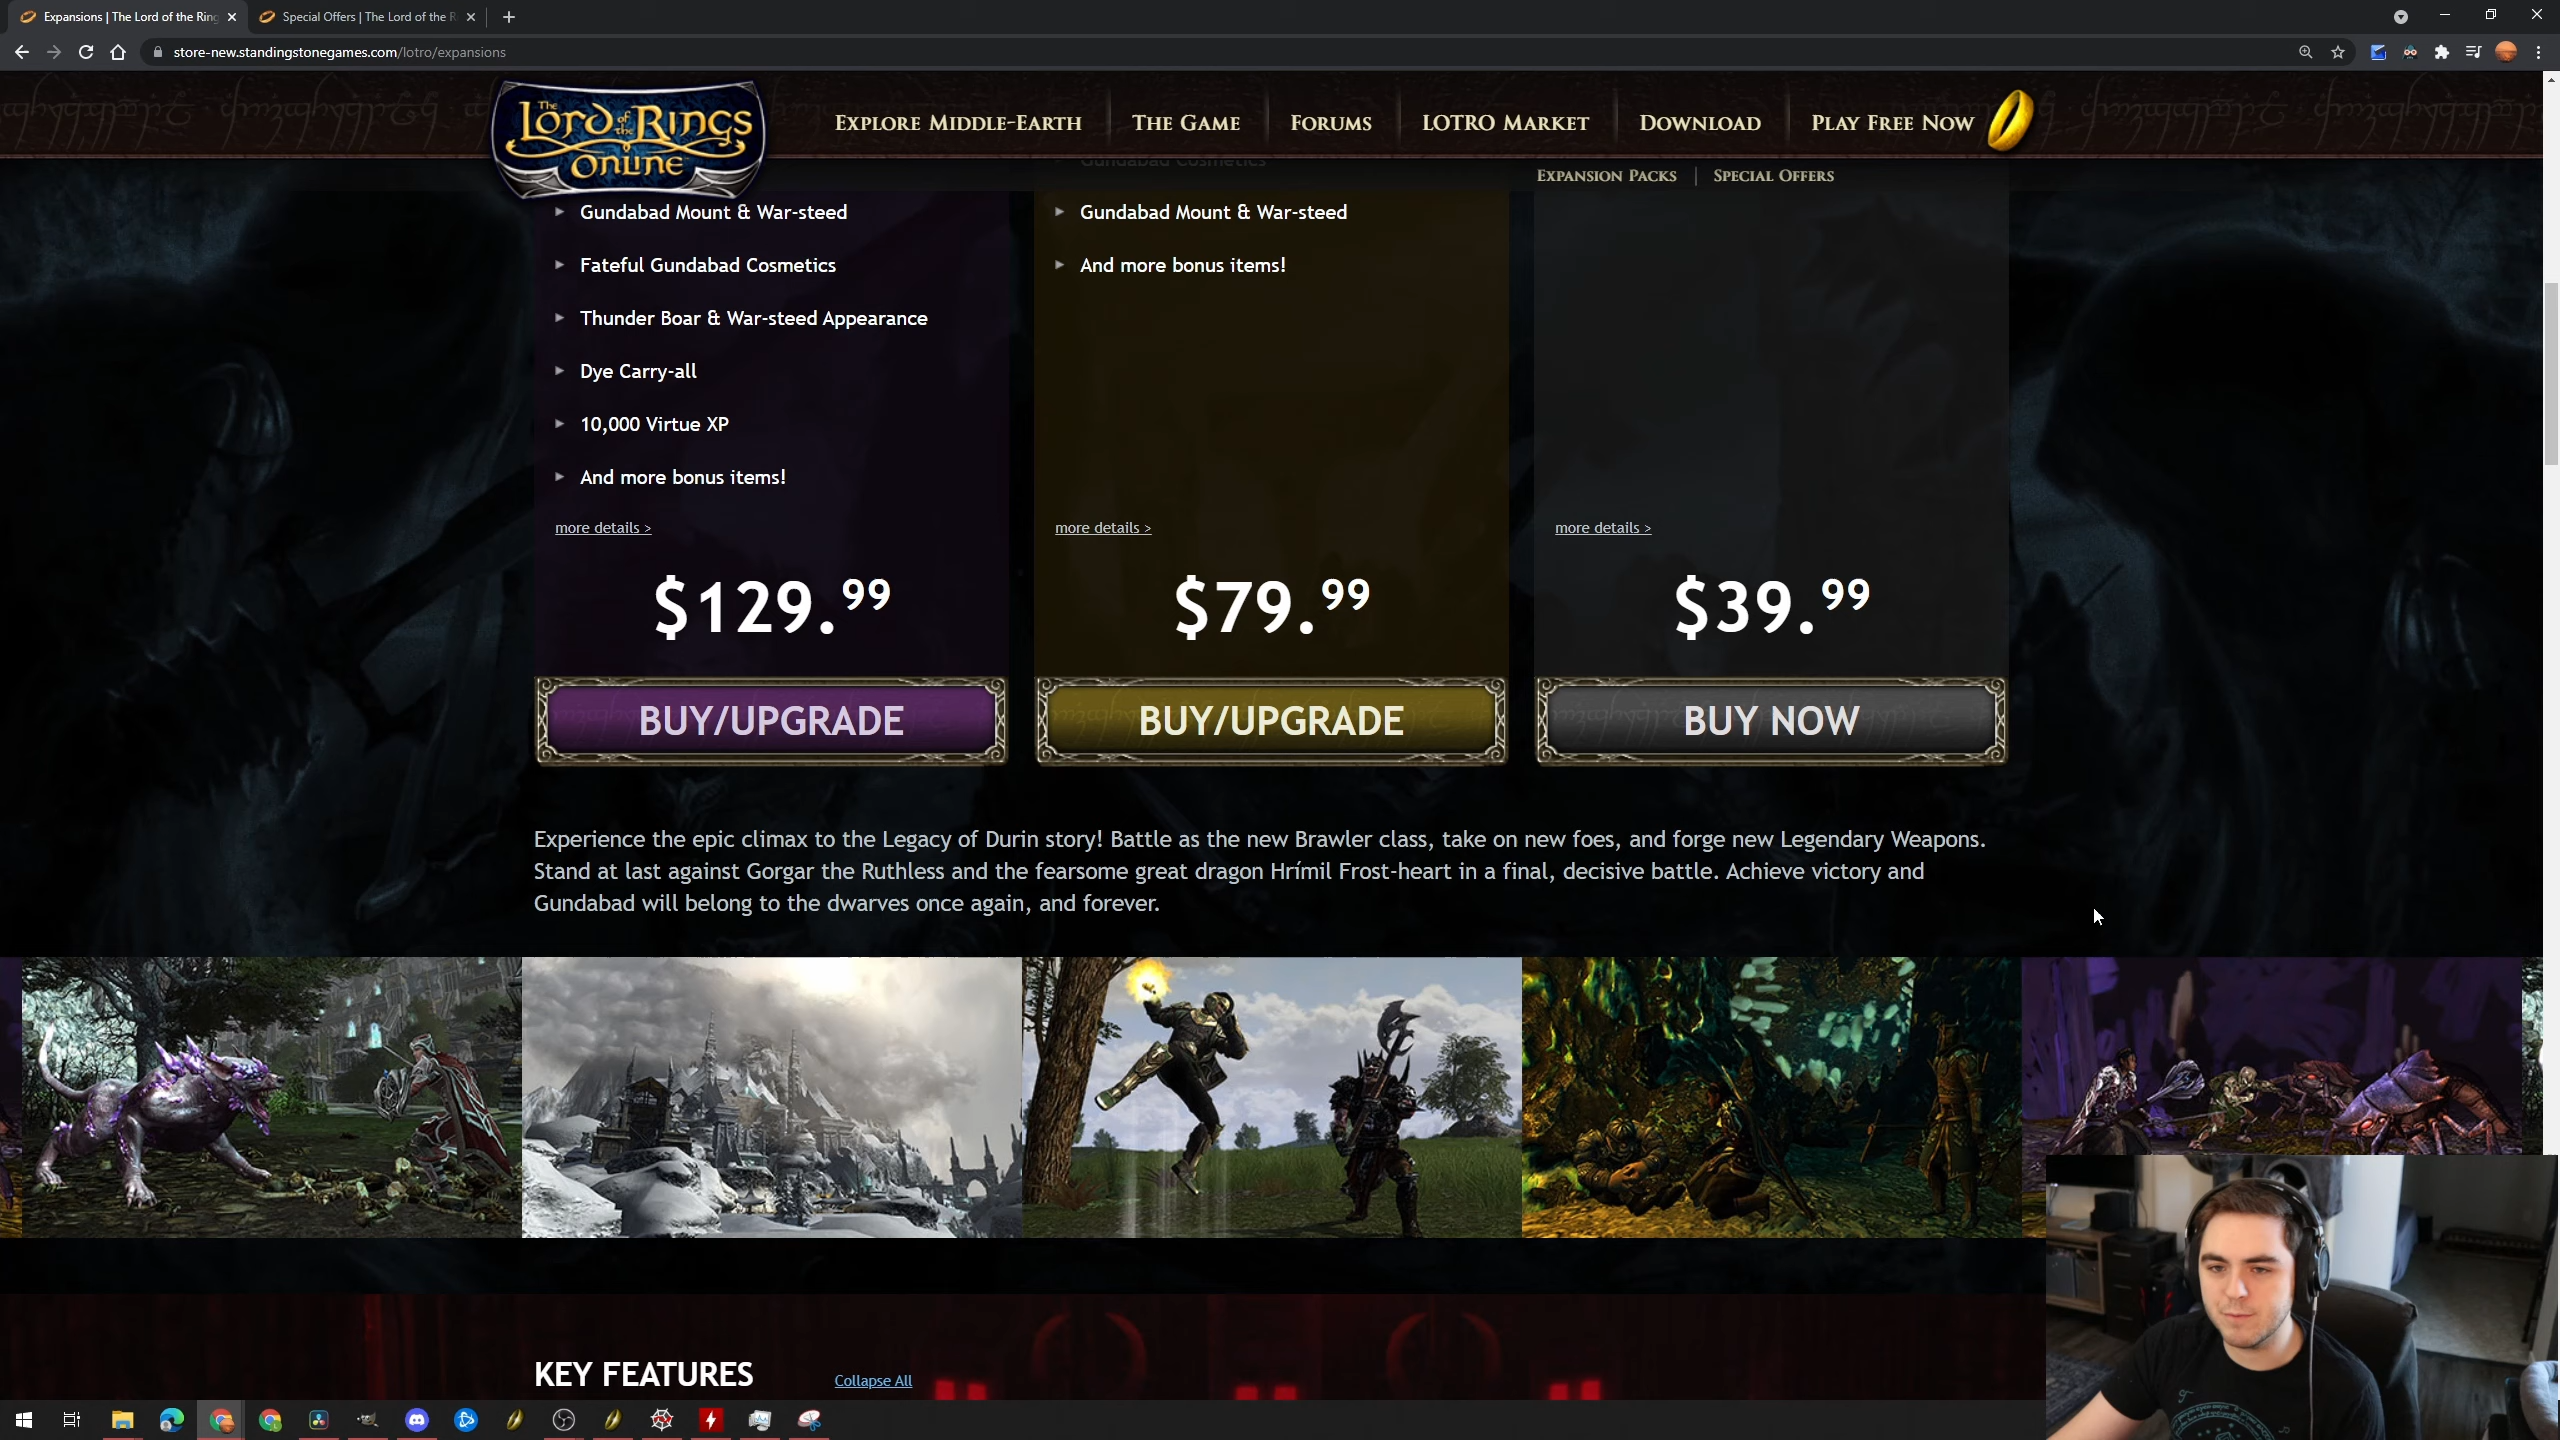 Expansions | The Lord of the Ring
Special Offers | The Lord of the R
store-new.standingstonegames.com/lotro/expansions
The Lord of the Rings Online
Explore Middle-Earth
The Game
Forums
LOTRO Market
Download
Play Free Now
Gundabad Cosmetics
Expansion Packs | Special Offers
Gundabad Mount & War-steed
Fateful Gundabad Cosmetics
Thunder Boar & War-steed Appearance
Dye Carry-all
10,000 Virtue XP
And more bonus items!
more details >
$129.99
BUY/UPGRADE
Gundabad Mount & War-steed
And more bonus items!
more details >
$79.99
BUY/UPGRADE
more details >
$39.99
BUY NOW
Experience the epic climax to the Legacy of Durin story! Battle as the new Brawler class, take on new foes, and forge new Legendary Weapons.
Stand at last against Gorgar the Ruthless and the fearsome great dragon Hrímil Frost-heart in a final, decisive battle. Achieve victory and
Gundabad will belong to the dwarves once again, and forever.
KEY FEATURES
Collapse All